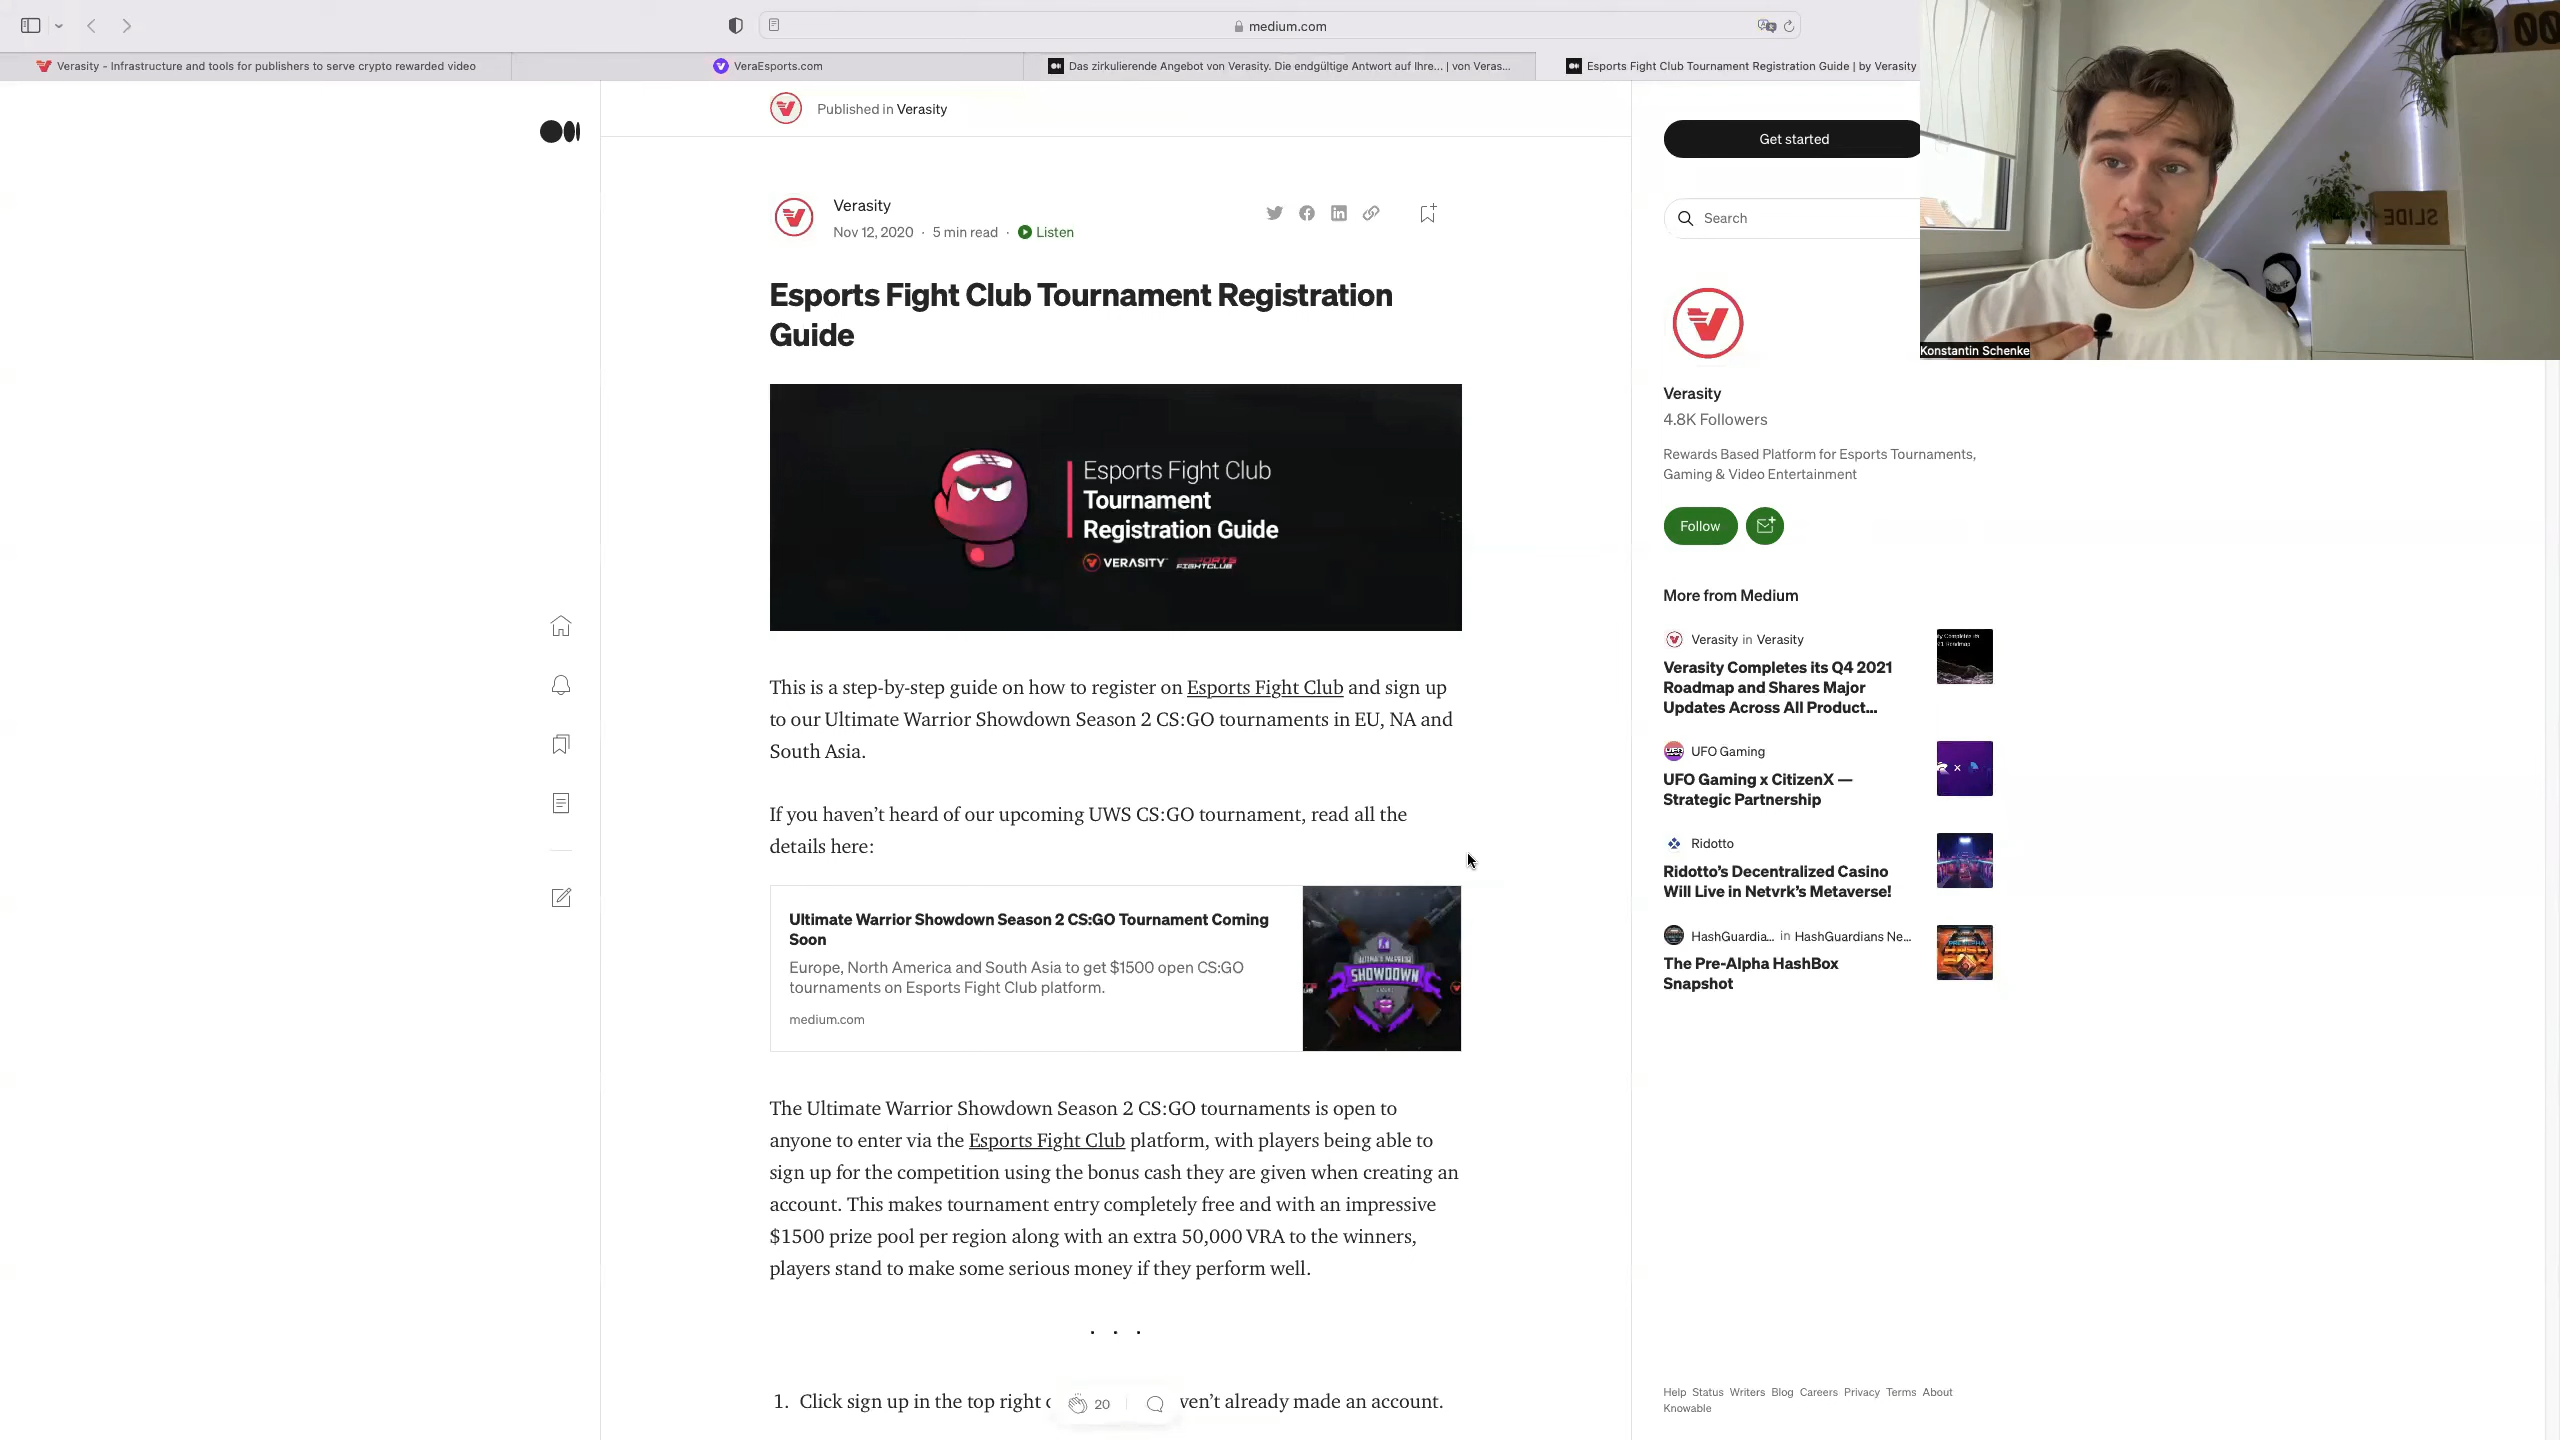 medium.com
Verasity - Infrastructure and tools for publishers to serve crypto rewarded video
VeraEsports.com
Das zirkulierende Angebot von Verasity. Die endgültige Antwort auf Ihre... | von Veras...
Esports Fight Club Tournament Registration Guide | by Verasity
Published in Verasity
Get started
Verasity
Nov 12, 2020 · 5 min read · Listen
Search
SLIDE
Konstantin Schenke
Esports Fight Club Tournament Registration
Guide
Esports Fight Club
Tournament
Registration Guide
VERASITY
FIGHTCLUB
This is a step-by-step guide on how to register on Esports Fight Club and sign up
to our Ultimate Warrior Showdown Season 2 CS:GO tournaments in EU, NA and
South Asia.
If you haven’t heard of our upcoming UWS CS:GO tournament, read all the
details here:
Ultimate Warrior Showdown Season 2 CS:GO Tournament Coming
Soon
Europe, North America and South Asia to get $1500 open CS:GO
tournaments on Esports Fight Club platform.
medium.com
ULTIMATE WARRIOR
SHOWDOWN
The Ultimate Warrior Showdown Season 2 CS:GO tournaments is open to
anyone to enter via the Esports Fight Club platform, with players being able to
sign up for the competition using the bonus cash they are given when creating an
account. This makes tournament entry completely free and with an impressive
$1500 prize pool per region along with an extra 50,000 VRA to the winners,
players stand to make some serious money if they perform well.
. . .
1. Click sign up in the top right
ven’t already made an account.
20
Verasity
4.8K Followers
Rewards Based Platform for Esports Tournaments,
Gaming & Video Entertainment
Follow
More from Medium
Verasity in Verasity
Verasity Completes its Q4 2021
Roadmap and Shares Major
Updates Across All Product...
UFO Gaming
UFO Gaming x CitizenX —
Strategic Partnership
Ridotto
Ridotto’s Decentralized Casino
Will Live in Netvrk’s Metaverse!
HashGuardia... in HashGuardians Ne...
The Pre-Alpha HashBox
Snapshot
Help Status Writers Blog Careers Privacy Terms About
Knowable